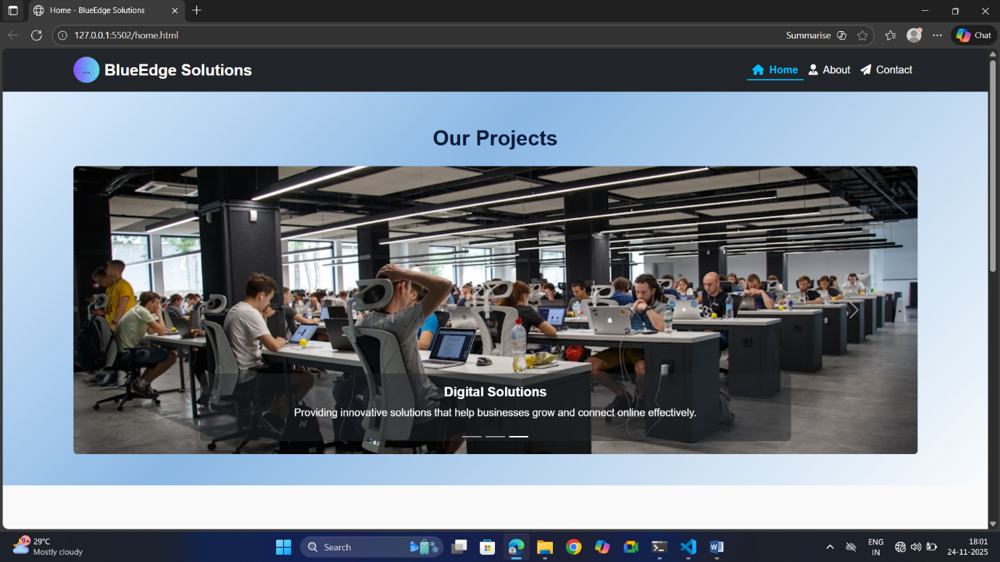 Home - BlueEdge Solutions
127.0.0.1:5502/home.html
Summarise
Chat
BlueEdge Solutions
Home
About
Contact
Our Projects
Digital Solutions
Providing innovative solutions that help businesses grow and connect online effectively.
9+
29°C
Mostly cloudy
Search
ENG
IN
18:01
24-11-2025